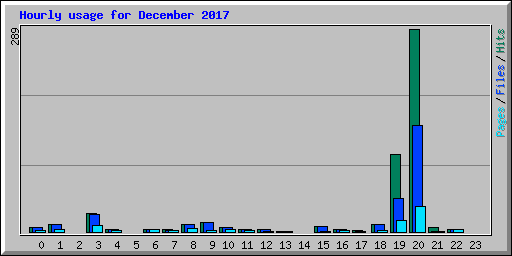 Hourly usage for December 2017
289
Pages/Files/Hits
0 1 2 3 4 5 6 7 8 9 10 11 12 13 14 15 16 17 18 19 20 21 22 23